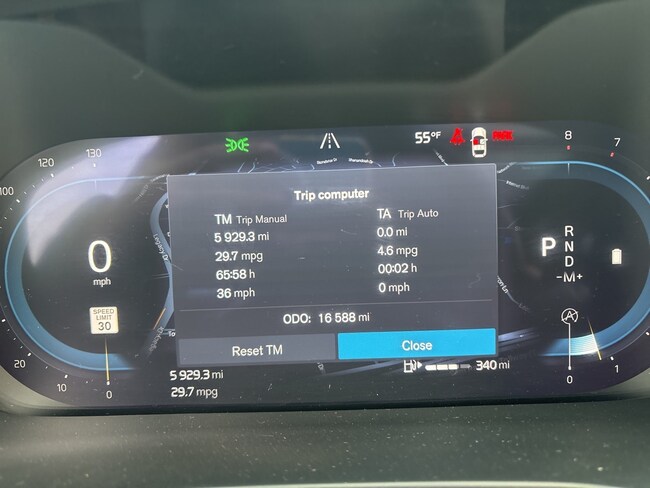 55°F
PARK
130
120
100
8
7
Trip computer
TM Trip Manual
TA Trip Auto
5 929.3 mi
0.0 mi
29.7 mpg
4.6 mpg
65:58 h
00:02 h
36 mph
0 mph
ODO: 16 588 mi
Reset TM
Close
0
mph
SPEED
LIMIT
30
Legacy Dr
P
R
N
D
-M+
A
20
10
0
5 929.3 mi
29.7 mpg
340 mi
1
0